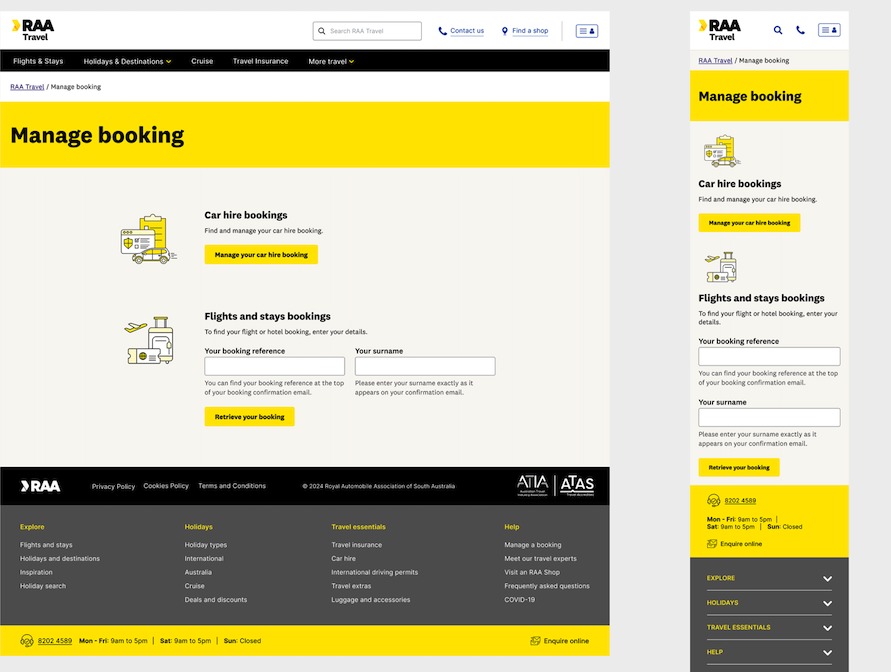 RAA
Travel
Search RAA Travel
Contact us
Find a shop
Flights & Stays
Holidays & Destinations
Cruise
Travel Insurance
More travel
RAA Travel / Manage booking
Manage booking
Car hire bookings
Find and manage your car hire booking.
Manage your car hire booking
Flights and stays bookings
To find your flight or hotel booking, enter your details.
Your booking reference
You can find your booking reference at the top
of your booking confirmation email.
Your surname
Please enter your surname exactly as it
appears on your confirmation email.
Retrieve your booking
RAA
Privacy Policy
Cookies Policy
Terms and Conditions
© 2024 Royal Automobile Association of South Australia
ATIA
ATAS
Explore
Flights and stays
Holidays and destinations
Inspiration
Holiday search
Holidays
Holiday types
International
Australia
Cruise
Deals and discounts
Travel essentials
Travel insurance
Car hire
International driving permits
Travel extras
Luggage and accessories
Help
Manage a booking
Meet our travel experts
Visit an RAA Shop
Frequently asked questions
COVID-19
8202 4589
Mon - Fri: 9am to 5pm | Sat: 9am to 5pm | Sun: Closed
Enquire online
RAA
Travel
RAA Travel / Manage booking
Manage booking
Car hire bookings
Find and manage your car hire booking.
Manage your car hire booking
Flights and stays bookings
To find your flight or hotel booking, enter your
details.
Your booking reference
You can find your booking reference at the top
of your booking confirmation email.
Your surname
Please enter your surname exactly as it
appears on your confirmation email.
Retrieve your booking
8202 4589
Mon - Fri: 9am to 5pm |
Sat: 9am to 5pm | Sun: Closed
Enquire online
EXPLORE
HOLIDAYS
TRAVEL ESSENTIALS
HELP